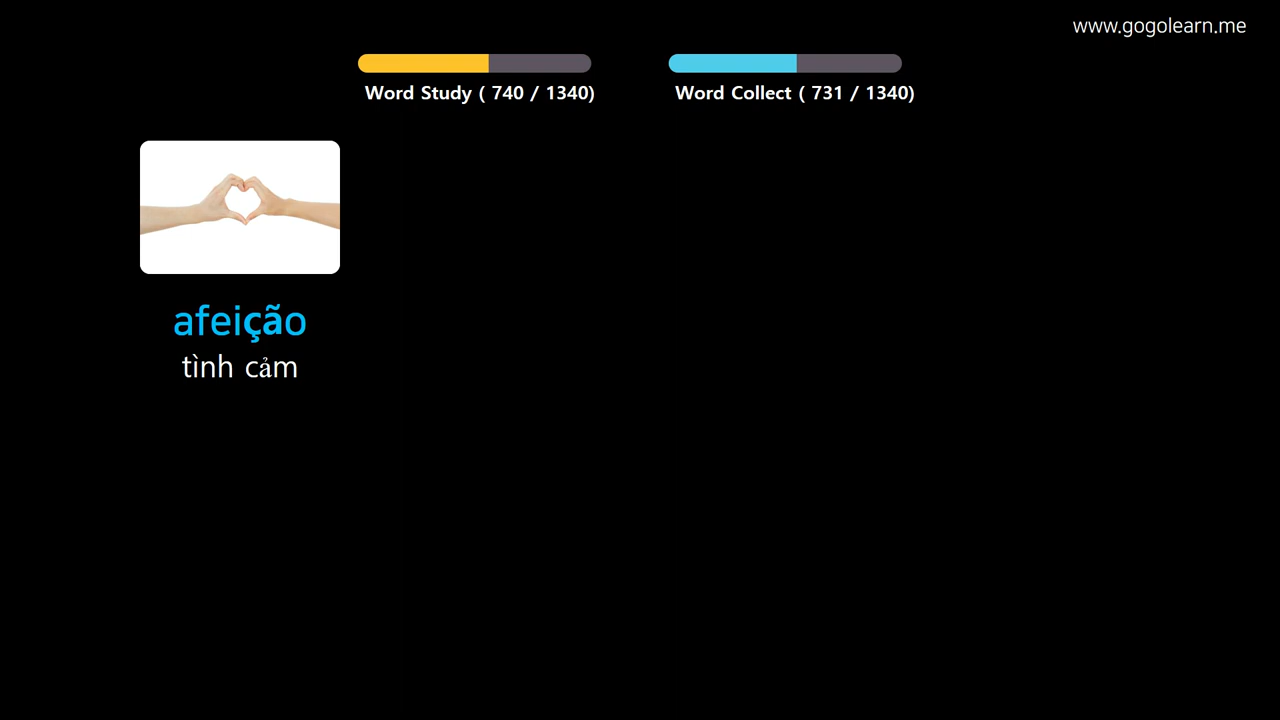 www.gogolearn.me
Word Study ( 740 / 1340)
Word Collect ( 731 / 1340)
afeição
tình cảm